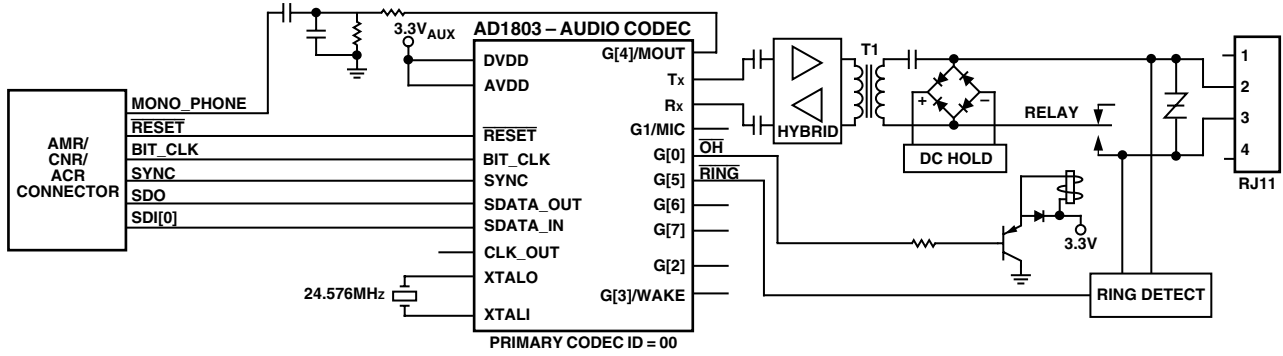 AD1803 – AUDIO CODEC
3.3VAUX
MONO_PHONE
RESET
BIT_CLK
SYNC
SDO
SDI[0]
AMR/
CNR/
ACR
CONNECTOR
DVDD
AVDD
RESET
BIT_CLK
SYNC
SDATA_OUT
SDATA_IN
CLK_OUT
XTALO
XTALI
24.576MHz
G[4]/MOUT
Tx
Rx
G1/MIC
G[0]
G[5]
G[6]
G[7]
G[2]
G[3]/WAKE
OH
RING
PRIMARY CODEC ID = 00
HYBRID
T1
+
–
DC HOLD
RELAY
3.3V
RING DETECT
1
2
3
4
RJ11